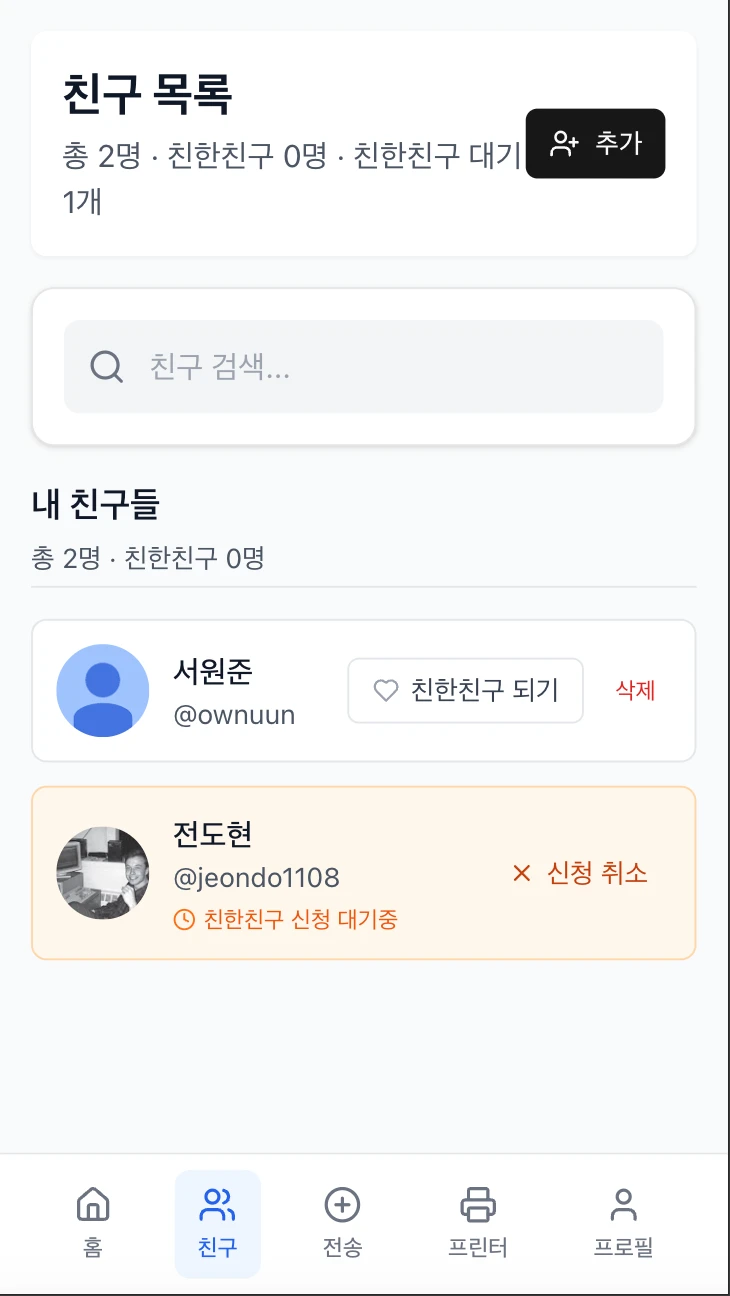 친구 목록
총 2명 · 친한친구 0명 · 친한친구 대기
1개
추가
친구 검색...
내 친구들
총 2명 · 친한친구 0명
서원준
@ownuun
친한친구 되기
삭제
전도현
@jeondo1108
친한친구 신청 대기중
신청 취소
홈
친구
전송
프린터
프로필